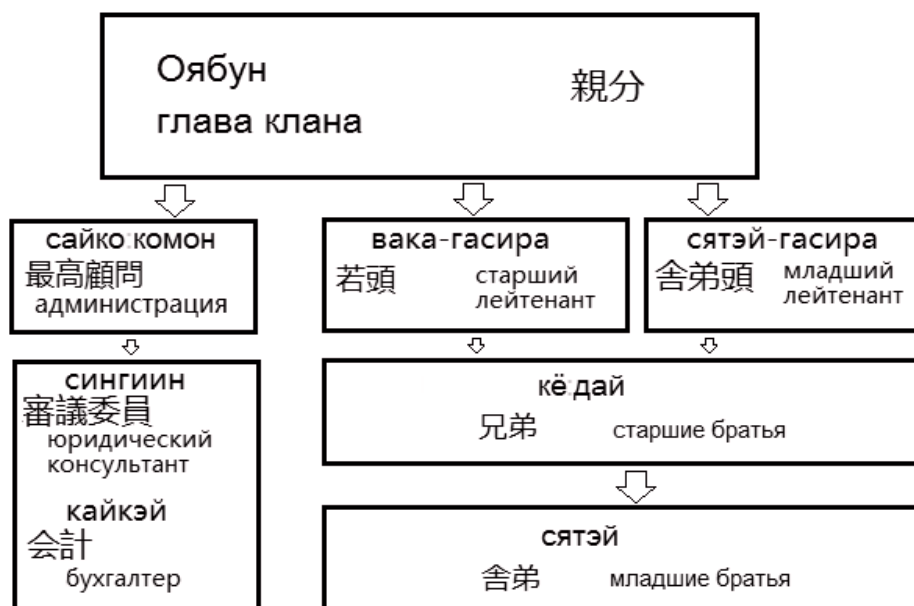 Оябун
глава клана
親分
сайко:комон
最高顧問
администрация
вака-гасира
若頭
старший
лейтенант
сятэй-гасира
舎弟頭
младший
лейтенант
сингиин
審議委員
юридический
консультант
кайкэй
会計
бухгалтер
кё:дай
兄弟
старшие братья
сятэй
舎弟
младшие братья